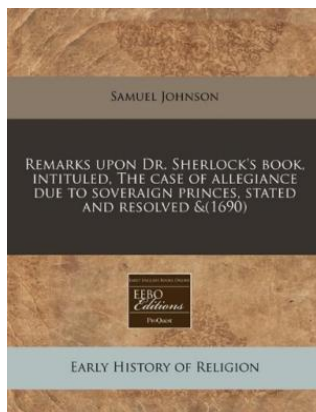 Samuel Johnson
Remarks upon Dr. Sherlock's book,
intituled, The case of allegiance
due to soveraign princes, stated
and resolved &(1690)
EEBO
Editions
ProQuest
Early History of Religion